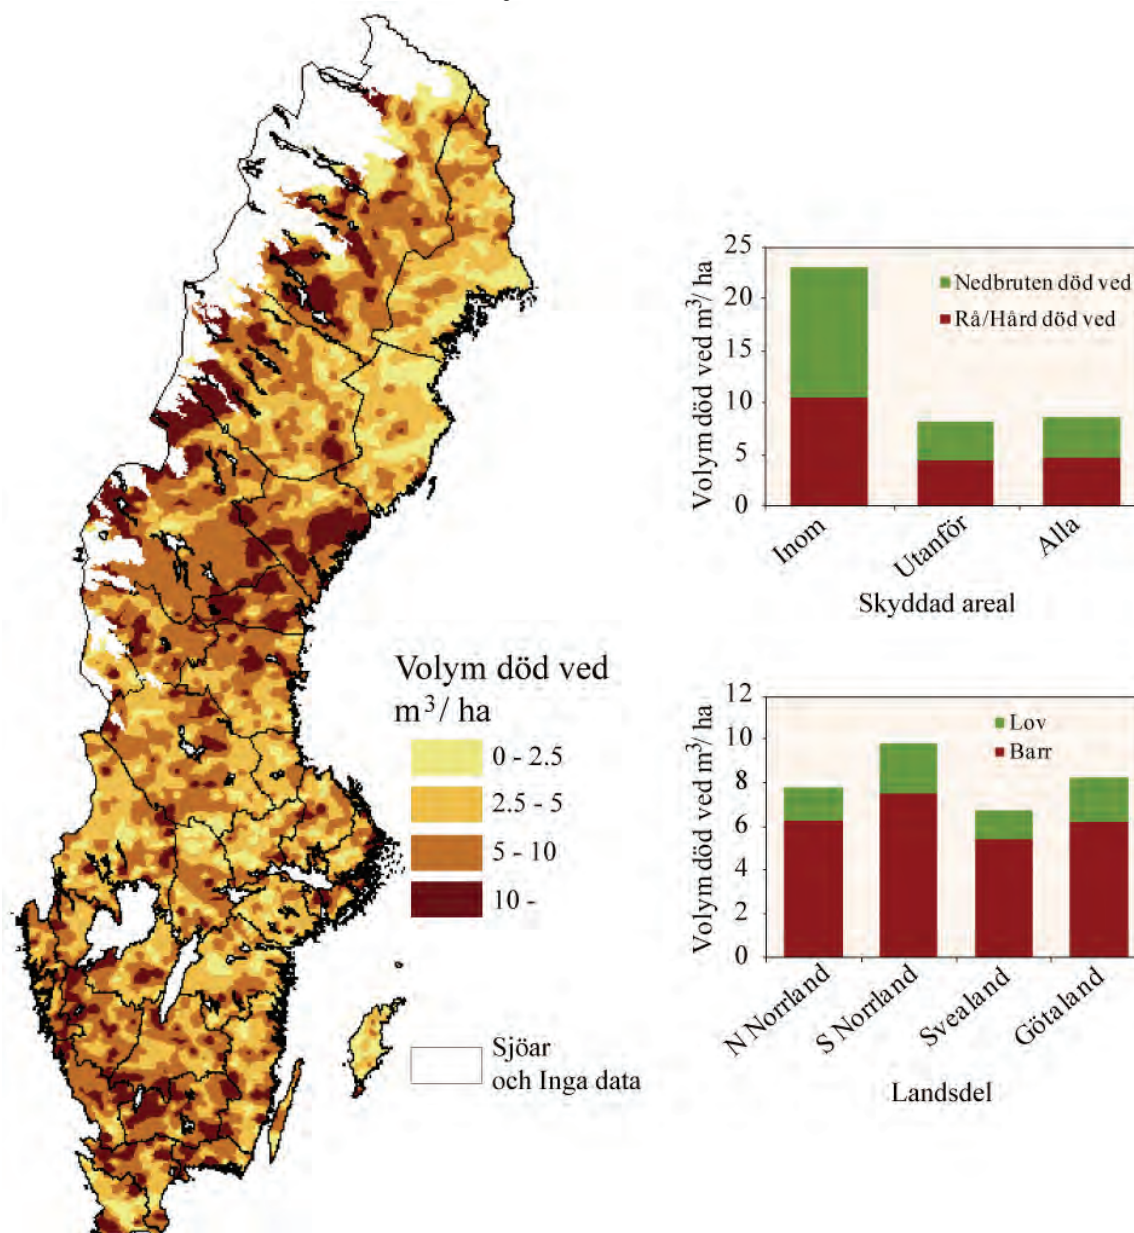 Volym död ved
m³/ ha
0 - 2.5
2.5 - 5
5 - 10
10 -
Sjöar
och Inga data
Volym död ved m³/ ha
25
20
15
10
5
0
Nedbruten död ved
Rå/Hård död ved
Inom
Utanför
Alla
Skyddad areal
Volym död ved m³/ ha
12
10
8
6
4
2
0
Lov
Barr
N Norrland
S Norrland
Svealand
Götaland
Landsdel